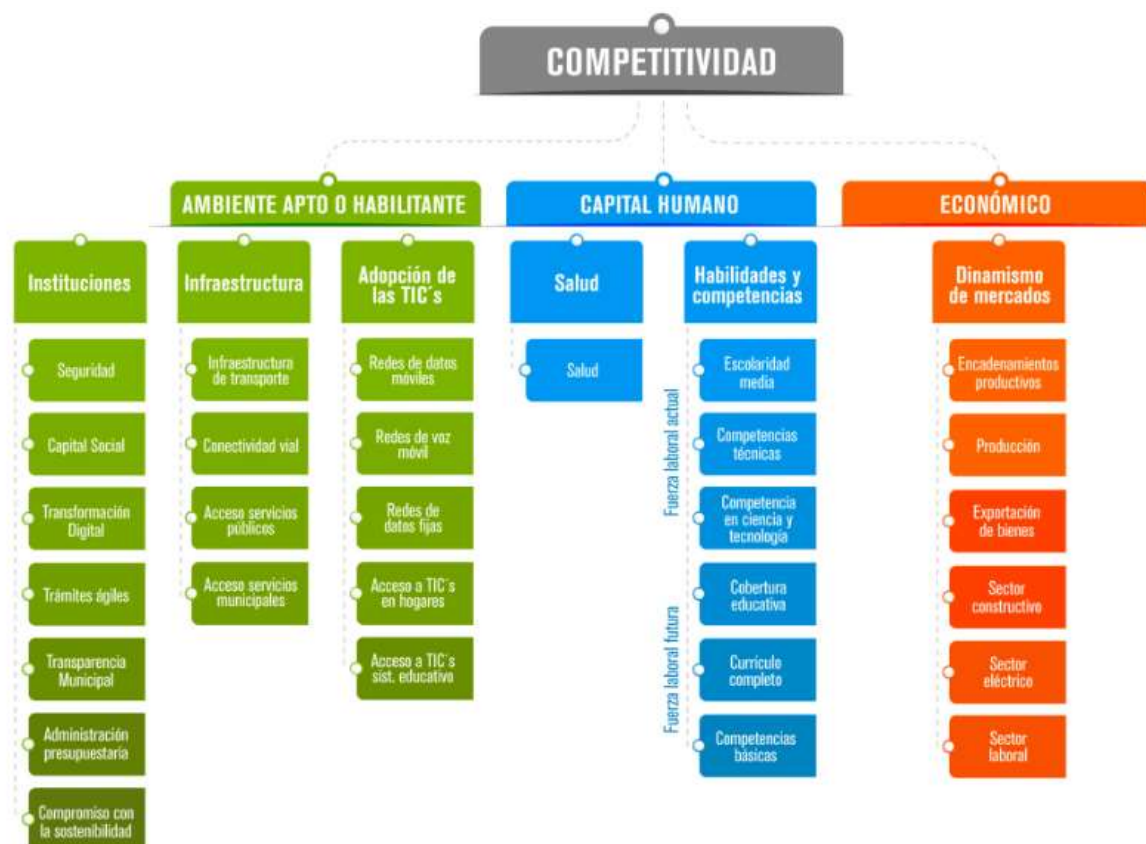 COMPETITIVIDAD
AMBIENTE APTO O HABILITANTE
CAPITAL HUMANO
ECONÓMICO
Instituciones
Seguridad
Capital Social
Transformación
Digital
Trámites ágiles
Transparencia
Municipal
Administración
presupuestaria
Compromiso con
la sostenibilidad
Infraestructura
Infraestructura
de transporte
Conectividad vial
Acceso servicios
públicos
Acceso servicios
municipales
Adopción de
las TIC´s
Redes de datos
móviles
Redes de voz
móvil
Redes de
datos fijas
Acceso a TIC´s
en hogares
Acceso a TIC´s
sist. educativo
Salud
Salud
Habilidades y
competencias
Fuerza laboral actual
Escolaridad
media
Competencias
técnicas
Competencia
en ciencia y
tecnología
Fuerza laboral futura
Cobertura
educativa
Currículo
completo
Competencias
básicas
Dinamismo
de mercados
Encadenamientos
productivos
Producción
Exportación
de bienes
Sector
constructivo
Sector
eléctrico
Sector
laboral